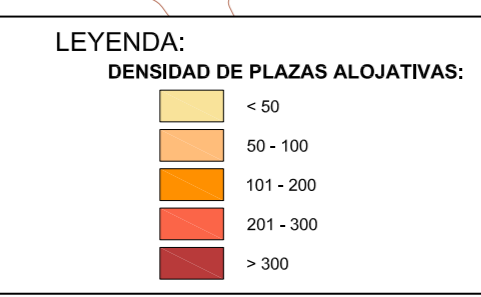 LEYENDA:
DENSIDAD DE PLAZAS ALOJATIVAS:
< 50
50 - 100
101 - 200
201 - 300
> 300